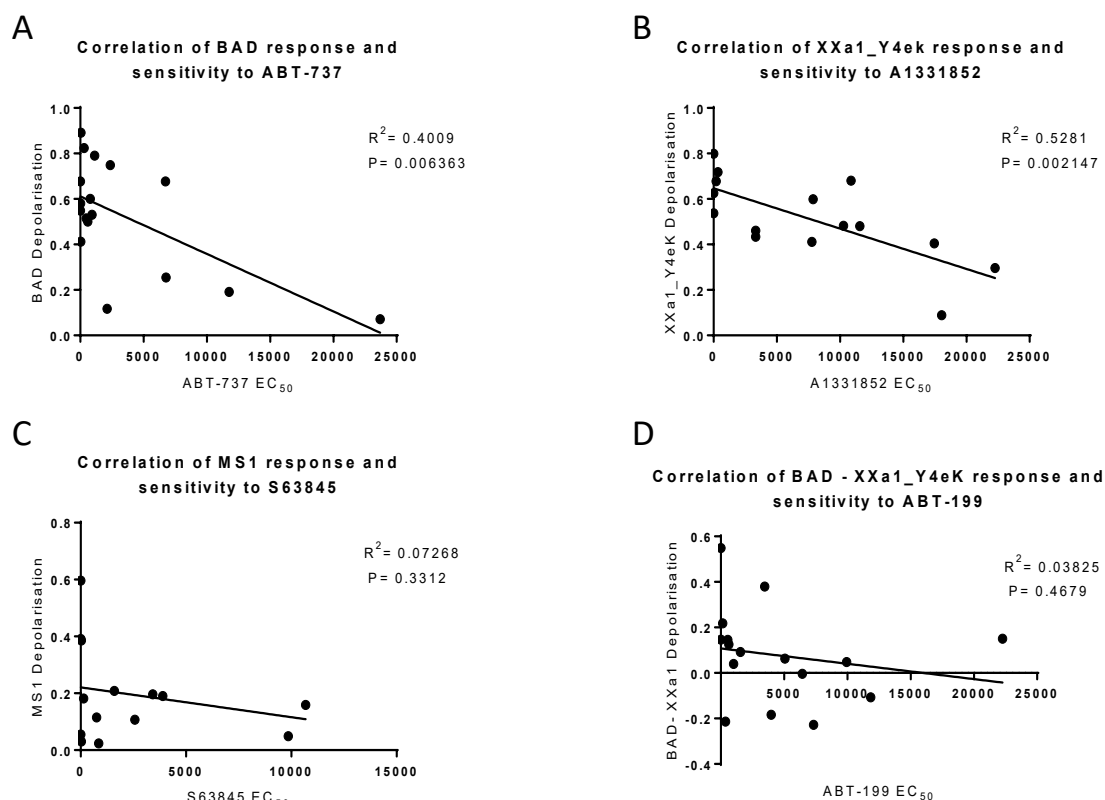 A
Correlation of BAD response and
sensitivity to ABT-737
BAD Depolarisation
1.0
0.8
0.6
0.4
0.2
0.0
R2= 0.4009
P= 0.006363
0 5000 10000 15000 20000 25000
ABT-737 EC50
B
Correlation of XXa1_Y4ek response and
sensitivity to A1331852
XXa1_Y4eK Depolarisation
1.0
0.8
0.6
0.4
0.2
0.0
R2= 0.5281
P= 0.002147
0 5000 10000 15000 20000 25000
A1331852 EC50
C
Correlation of MS1 response and
sensitivity to S63845
MS1 Depolarisation
0.8
0.6
0.4
0.2
0.0
R2= 0.07268
P= 0.3312
0 5000 10000 15000
S63845 EC
D
Correlation of BAD - XXa1_Y4eK response and
sensitivity to ABT-199
BAD- XXa1 Depolarisation
0.6
0.4
0.2
0.0
-0.2
-0.4
R2= 0.03825
P= 0.4679
5000 10000 15000 20000 25000
ABT-199 EC50